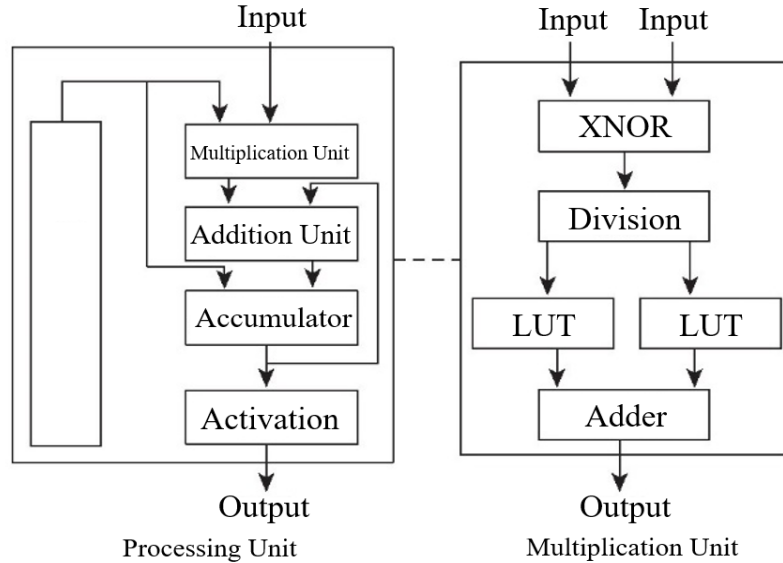 Input
Multiplication Unit
Addition Unit
Accumulator
Activation
Output
Processing Unit
Input Input
XNOR
Division
LUT LUT
Adder
Output
Multiplication Unit